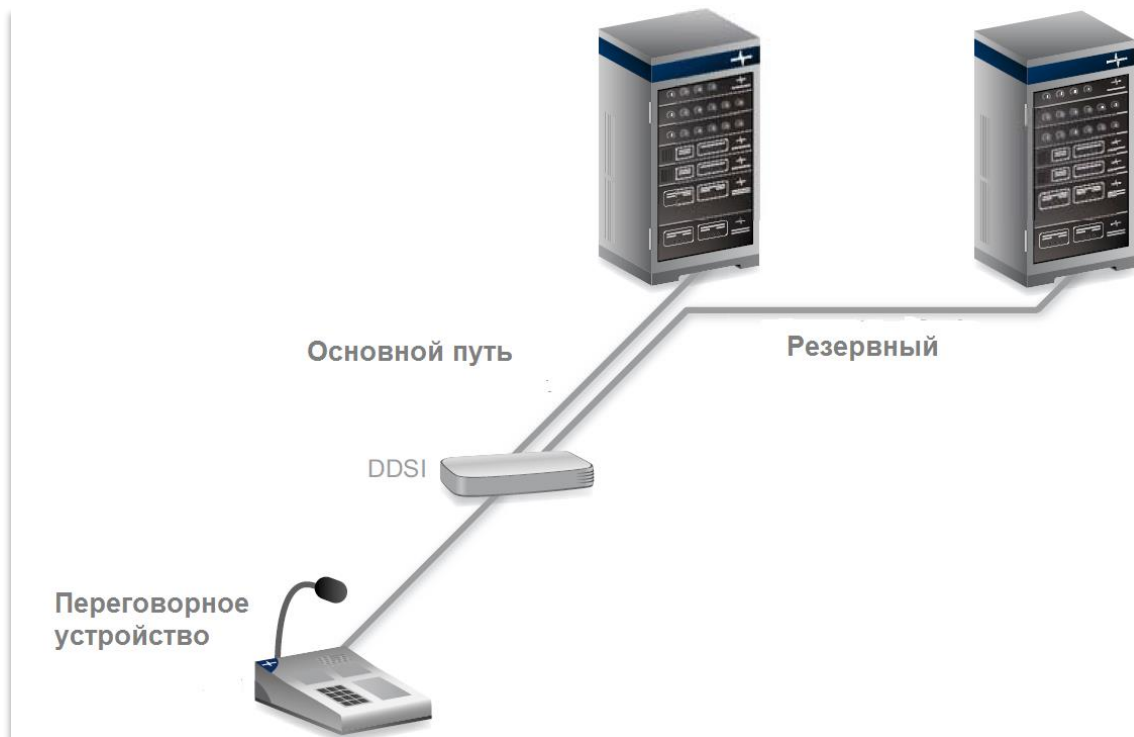 Основной путь
Резервный
DDSI
Переговорное
устройство